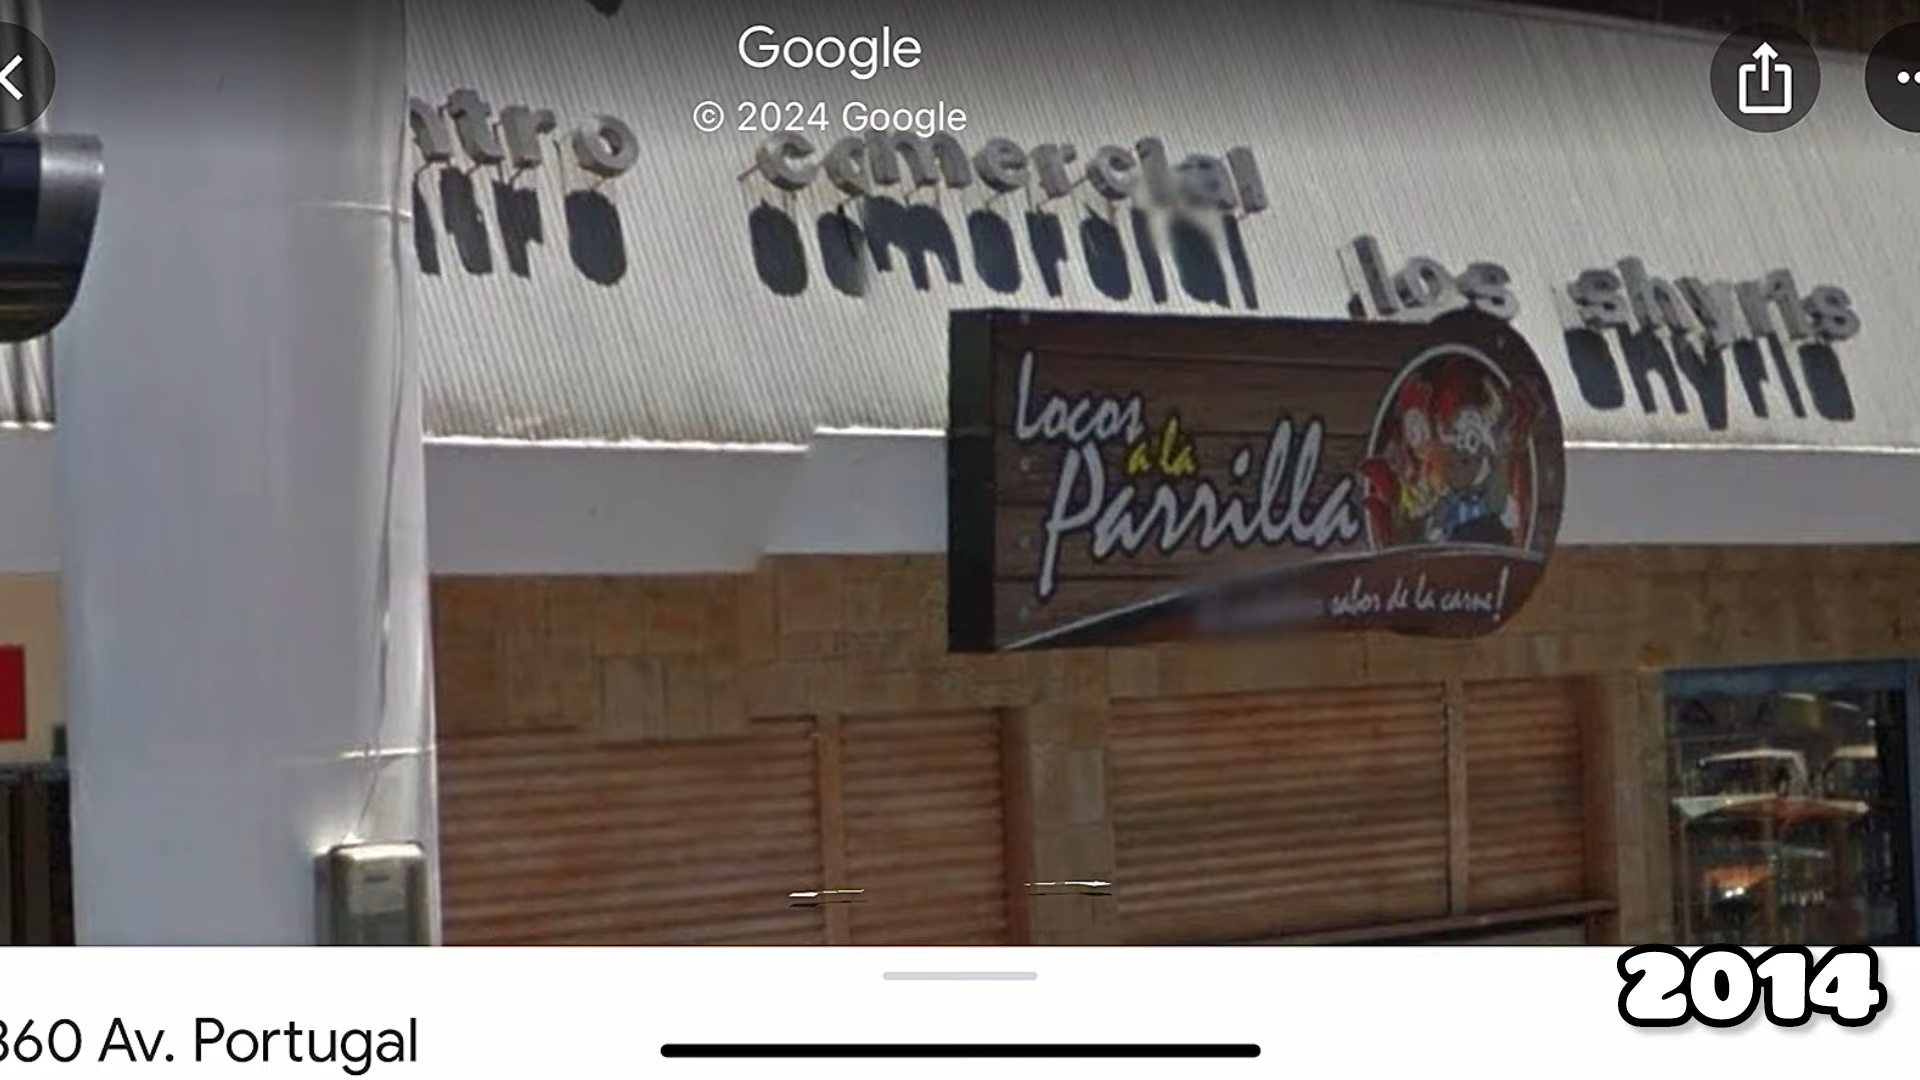 Google
© 2024 Google
ntro comercial los shyris
Locos
a la
Parrilla
sabor de la carne!
2014
360 Av. Portugal